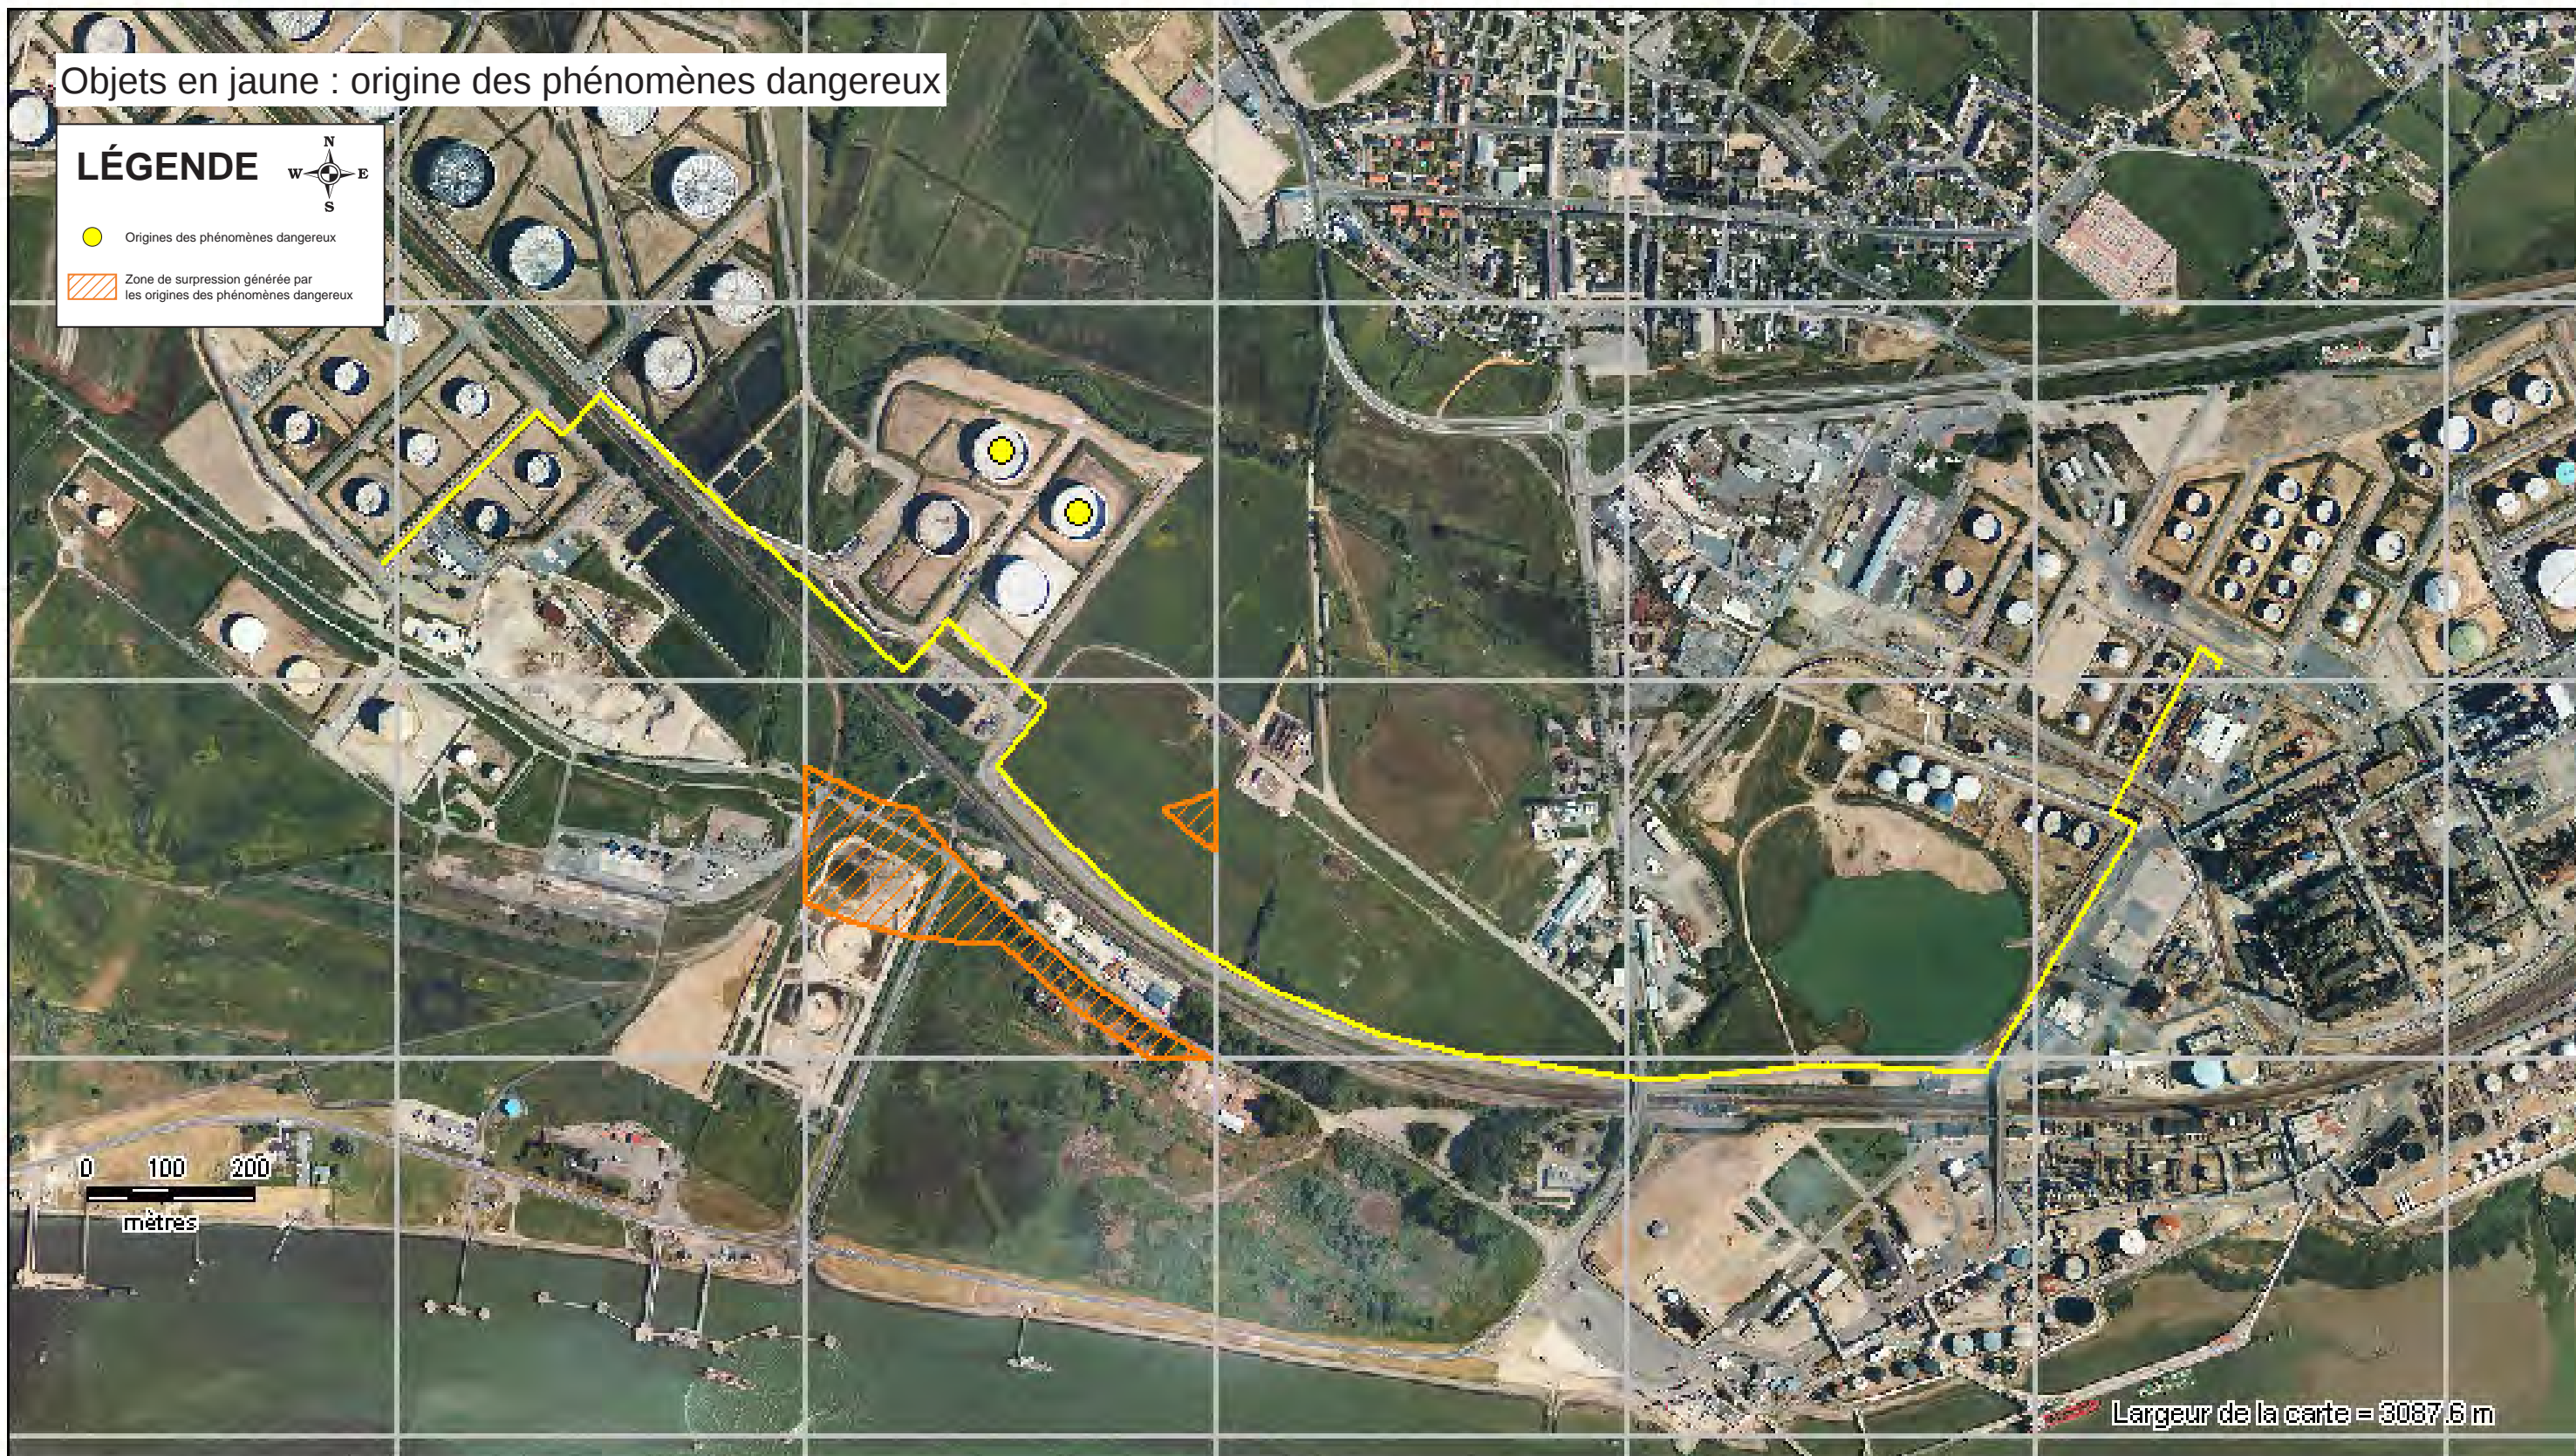 Objets en jaune : origine des phénomènes dangereux
LÉGENDE
N
W E
S
Origines des phénomènes dangereux
Zone de surpression générée par
les origines des phénomènes dangereux
0 100 200
mètres
Largeur de la carte = 3087.6 m